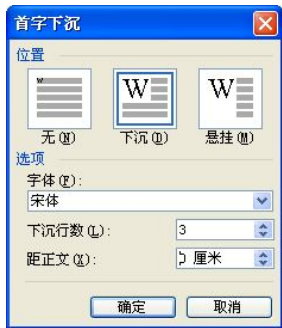 首字下沉
位置
W
W
W
无(N)
下沉(D)
悬挂(M)
选项
字体(F):
宋体
下沉行数(L):
3
距正文(X):
厘米
确定
取消